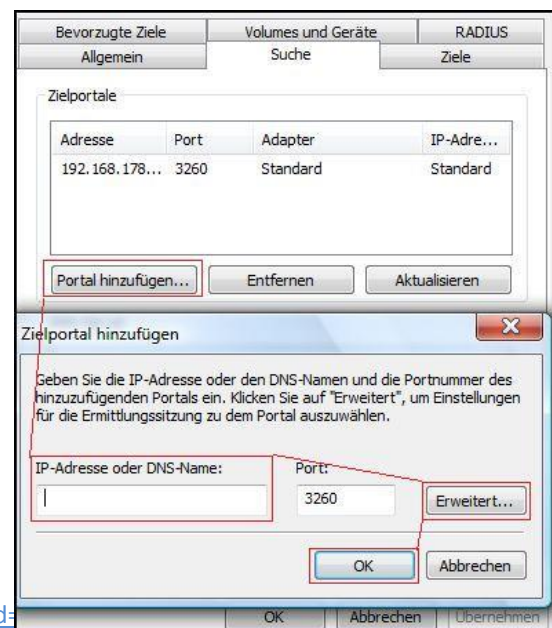 Bevorzugte Ziele Volumes und Geräte RADIUS
Allgemein Suche Ziele
Zielportale
Adresse Port Adapter IP-Adre...
192.168.178... 3260 Standard Standard
Portal hinzufügen... Entfernen Aktualisieren
Zielportal hinzufügen
Geben Sie die IP-Adresse oder den DNS-Namen und die Portnummer des
hinzuzufügenden Portals ein. Klicken Sie auf "Erweitert", um Einstellungen
für die Ermittlungssitzung zu dem Portal auszuwählen.
IP-Adresse oder DNS-Name: Port:
3260 Erweitert...
OK Abbrechen
d=
OK Abbrechen Übernehmen